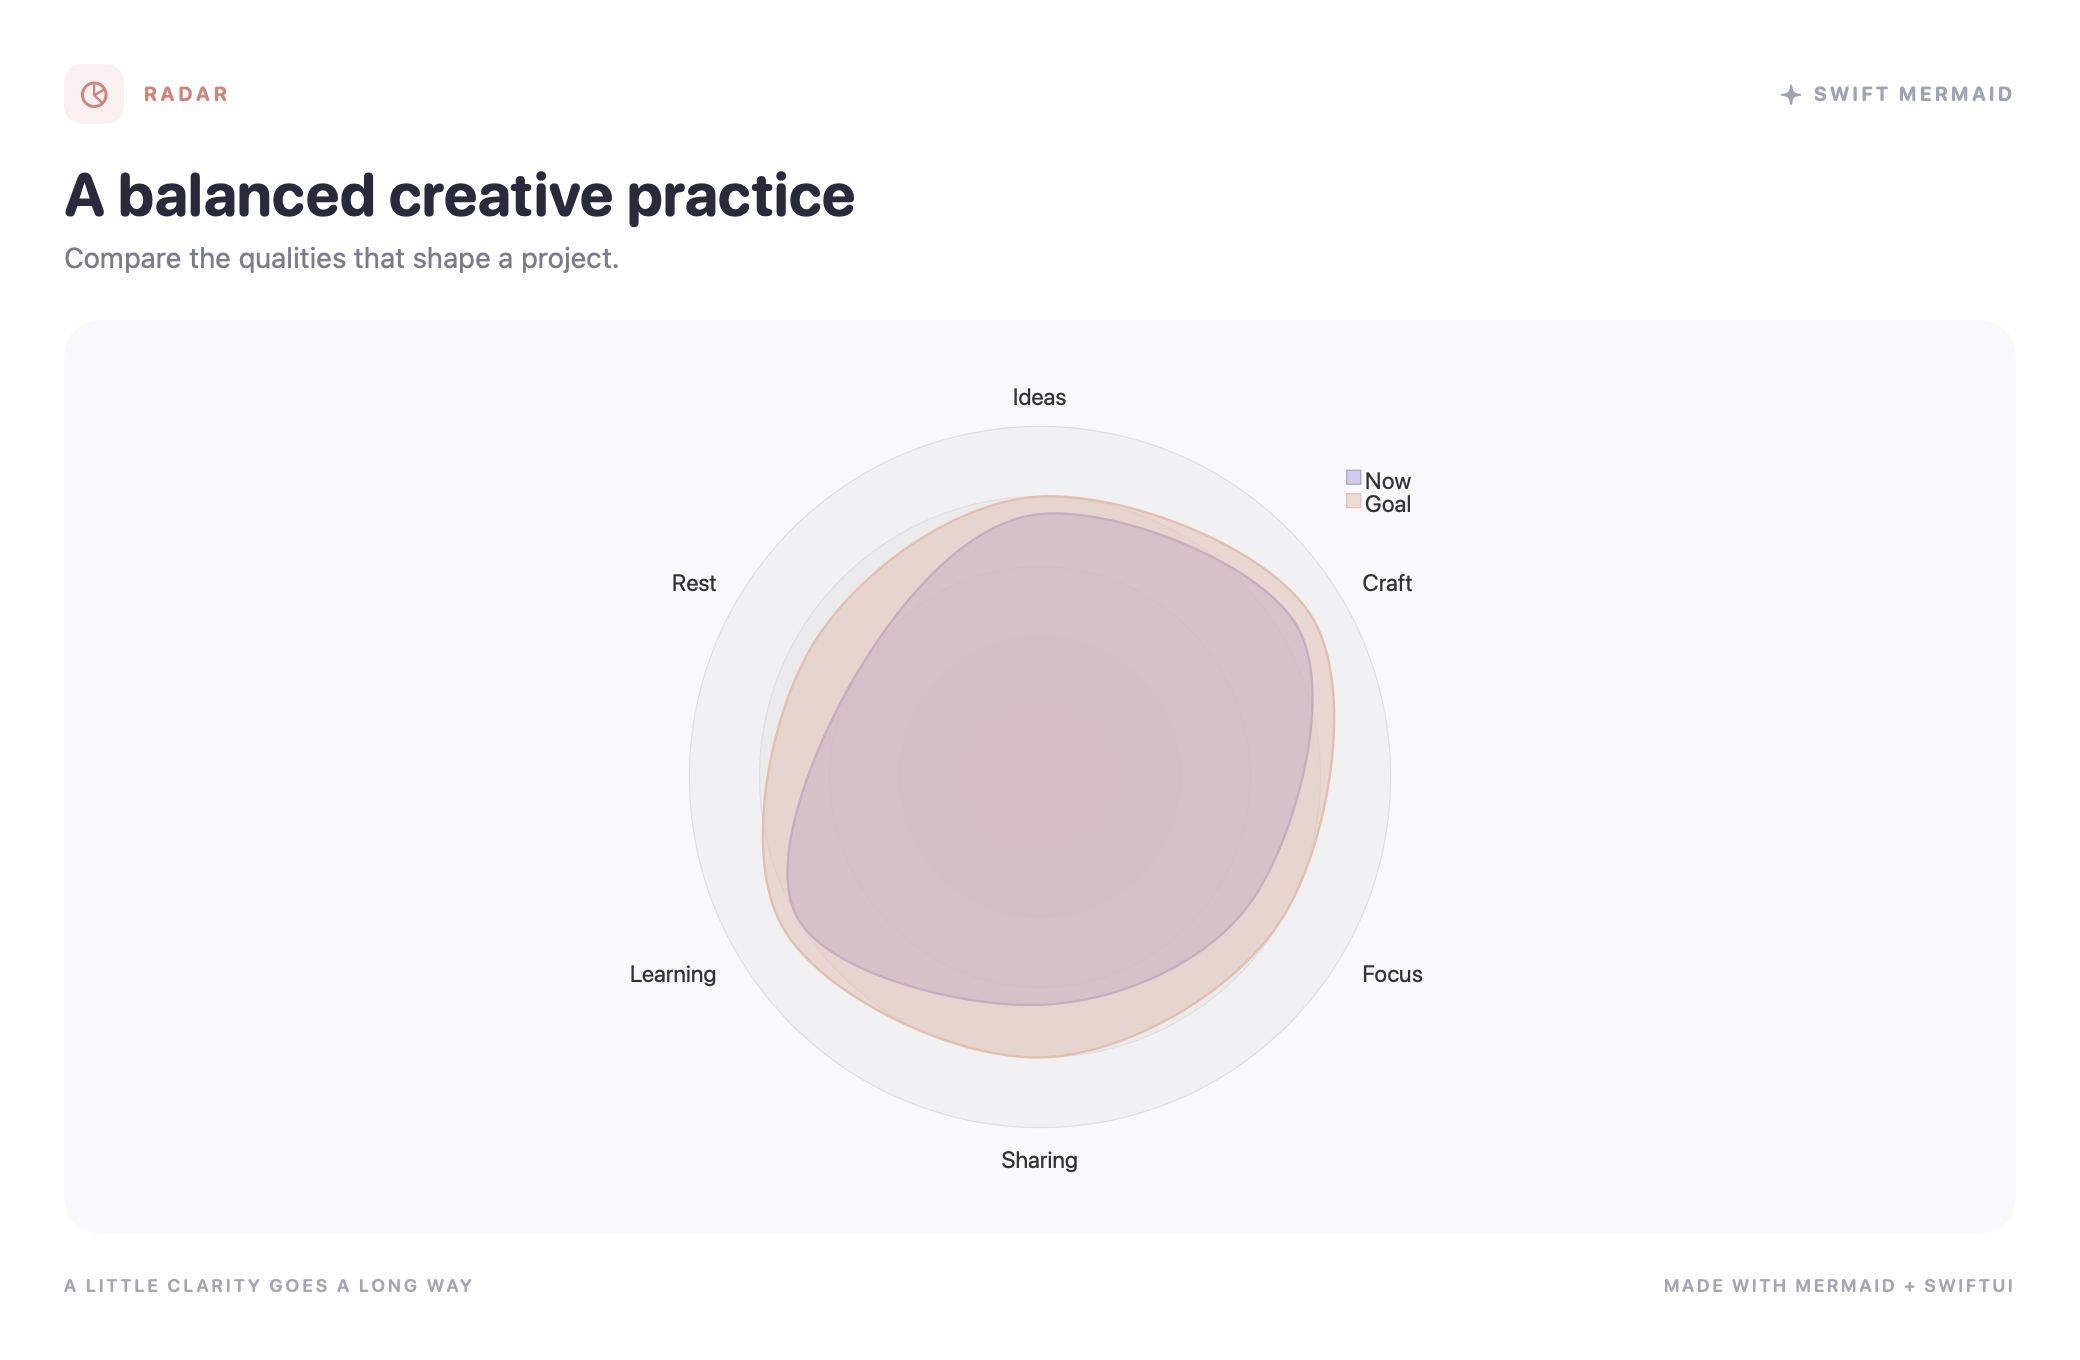 RADAR
SWIFT MERMAID
A balanced creative practice
Compare the qualities that shape a project.
Ideas
Now
Goal
Rest
Craft
Learning
Focus
Sharing
A LITTLE CLARITY GOES A LONG WAY
MADE WITH MERMAID + SWIFTUI